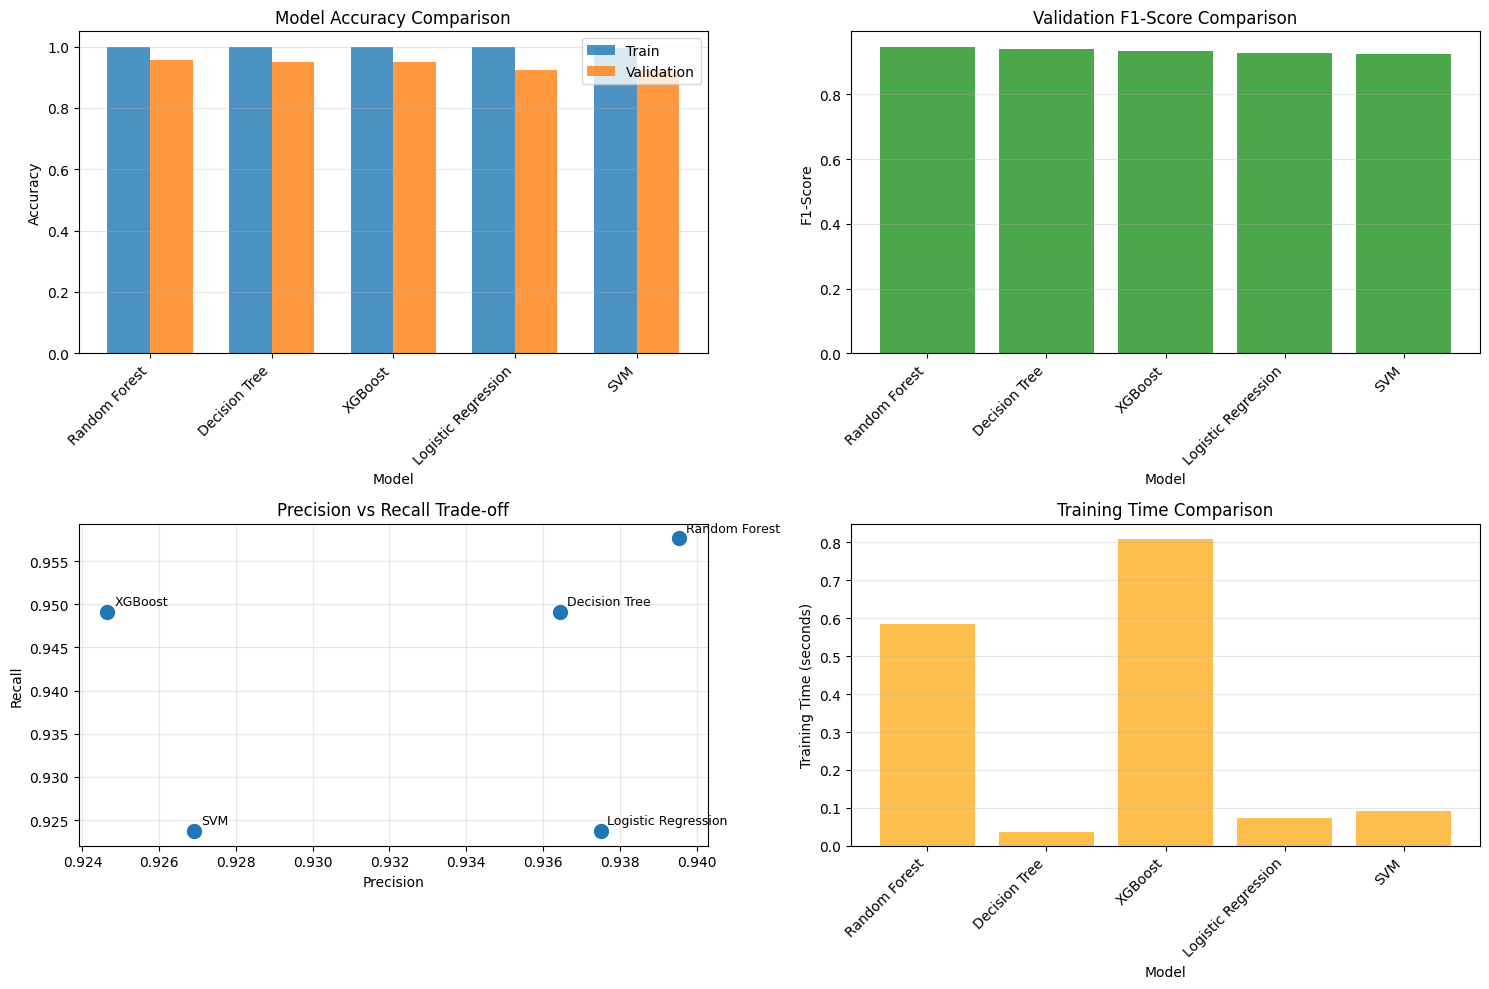 Model Accuracy Comparison
Train
Validation
1.0
0.8
0.6
0.4
0.2
0.0
Accuracy
Random Forest
Decision Tree
XGBoost
Logistic Regression
SVM
Model
Validation F1-Score Comparison
0.8
0.6
0.4
0.2
0.0
F1-Score
Random Forest
Decision Tree
XGBoost
Logistic Regression
SVM
Model
Precision vs Recall Trade-off
Random Forest
XGBoost
Decision Tree
SVM
Logistic Regression
0.955
0.950
0.945
0.940
0.935
0.930
0.925
Recall
0.924 0.926 0.928 0.930 0.932 0.934 0.936 0.938 0.940
Precision
Training Time Comparison
0.8
0.7
0.6
0.5
0.4
0.3
0.2
0.1
0.0
Training Time (seconds)
Random Forest
Decision Tree
XGBoost
Logistic Regression
SVM
Model